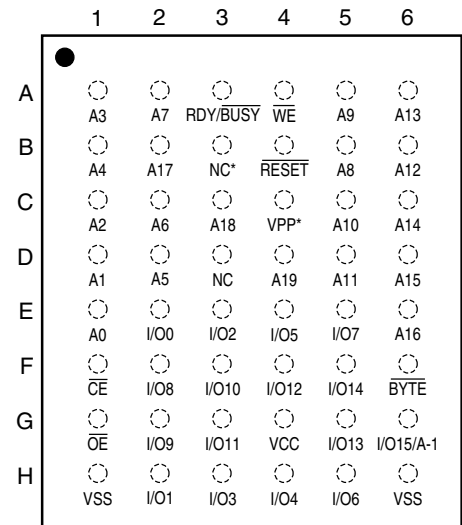 1 2 3 4 5 6
A
A3 A7 RDY/BUSY WE A9 A13
B
A4 A17 NC* RESET A8 A12
C
A2 A6 A18 VPP* A10 A14
D
A1 A5 NC A19 A11 A15
E
A0 I/O0 I/O2 I/O5 I/O7 A16
F
CE I/O8 I/O10 I/O12 I/O14 BYTE
G
OE I/O9 I/O11 VCC I/O13 I/O15/A-1
H
VSS I/O1 I/O3 I/O4 I/O6 VSS